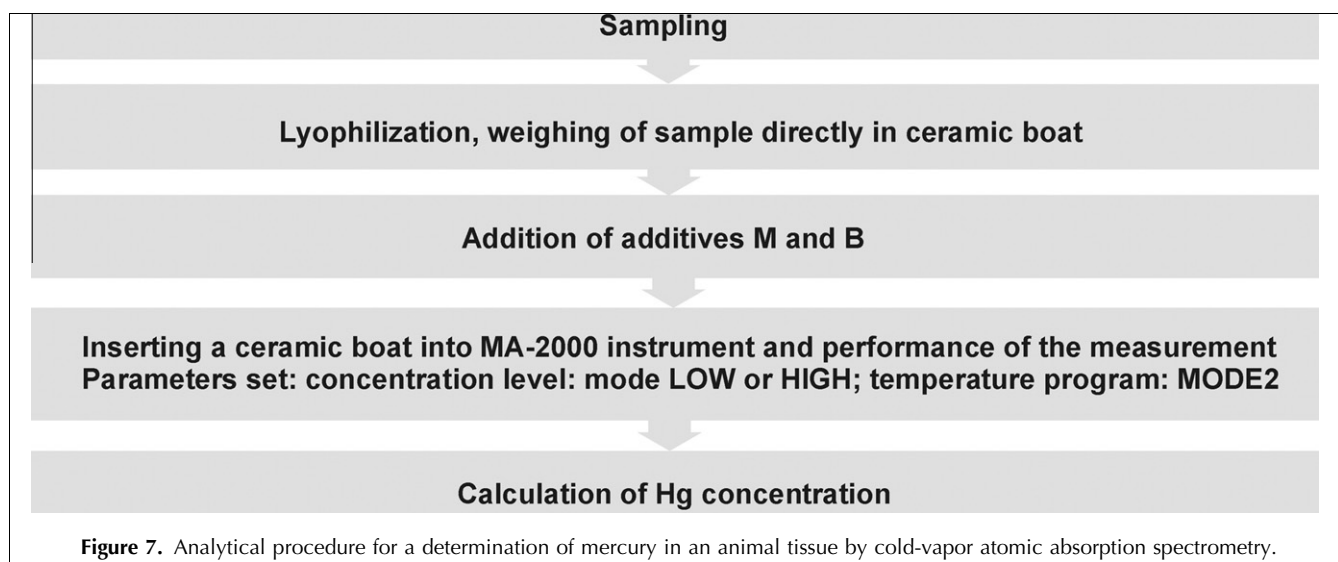 Sampling
Lyophilization, weighing of sample directly in ceramic boat
Addition of additives M and B
Inserting a ceramic boat into MA-2000 instrument and performance of the measurement
Parameters set: concentration level: mode LOW or HIGH; temperature program: MODE2
Calculation of Hg concentration
Figure 7. Analytical procedure for a determination of mercury in an animal tissue by cold-vapor atomic absorption spectrometry.